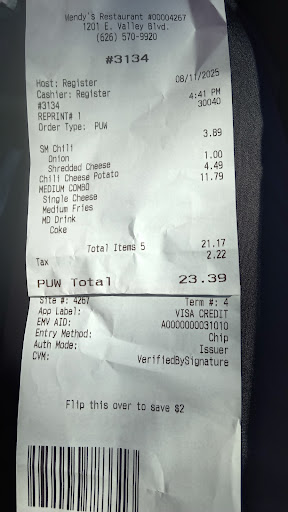 Wendy's Restaurant #00004267
1201 E. Valley Blvd.
(626) 570-9920
#3134
Host: Register 08/11/2025
Cashier: Register 4:41 PM
#3134 30040
REPRINT# 1
Order Type: PUW
SM Chili 3.89
Onion
Shredded Cheese 1.00
Chili Cheese Potato 4.49
MEDIUM COMBO 11.79
Single Cheese
Medium Fries
MD Drink
Coke
Total Items 5 21.17
Tax 2.22
PUW Total 23.39
Site #: 4267 Term #: 4
App Label: VISA CREDIT
EMV AID: A0000000031010
Entry Method: Chip
Auth Mode: Issuer
CVM: VerifiedBySignature
Flip this over to save $2